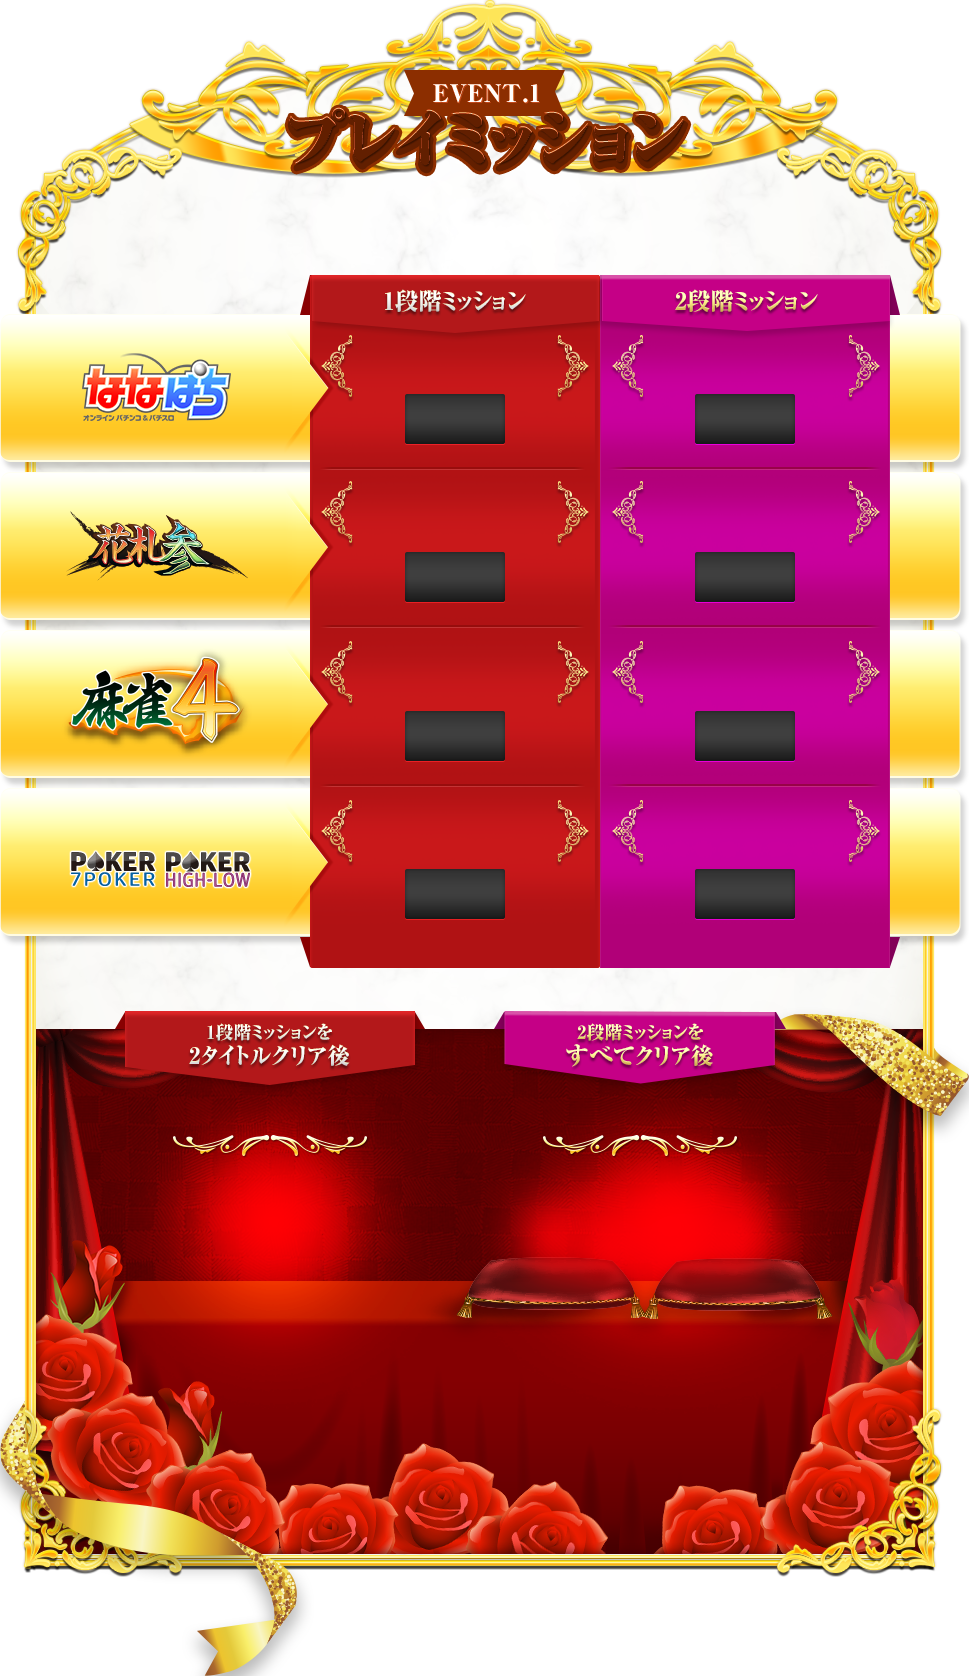 EVENT.1
プレイミッション
1段階ミッション
2段階ミッション
ななぱち
オンライン パチンコ＆パチスロ
花札参
麻雀4
POKER
7POKER
POKER
HIGH-LOW
1段階ミッションを
2タイトルクリア後
2段階ミッションを
すべてクリア後